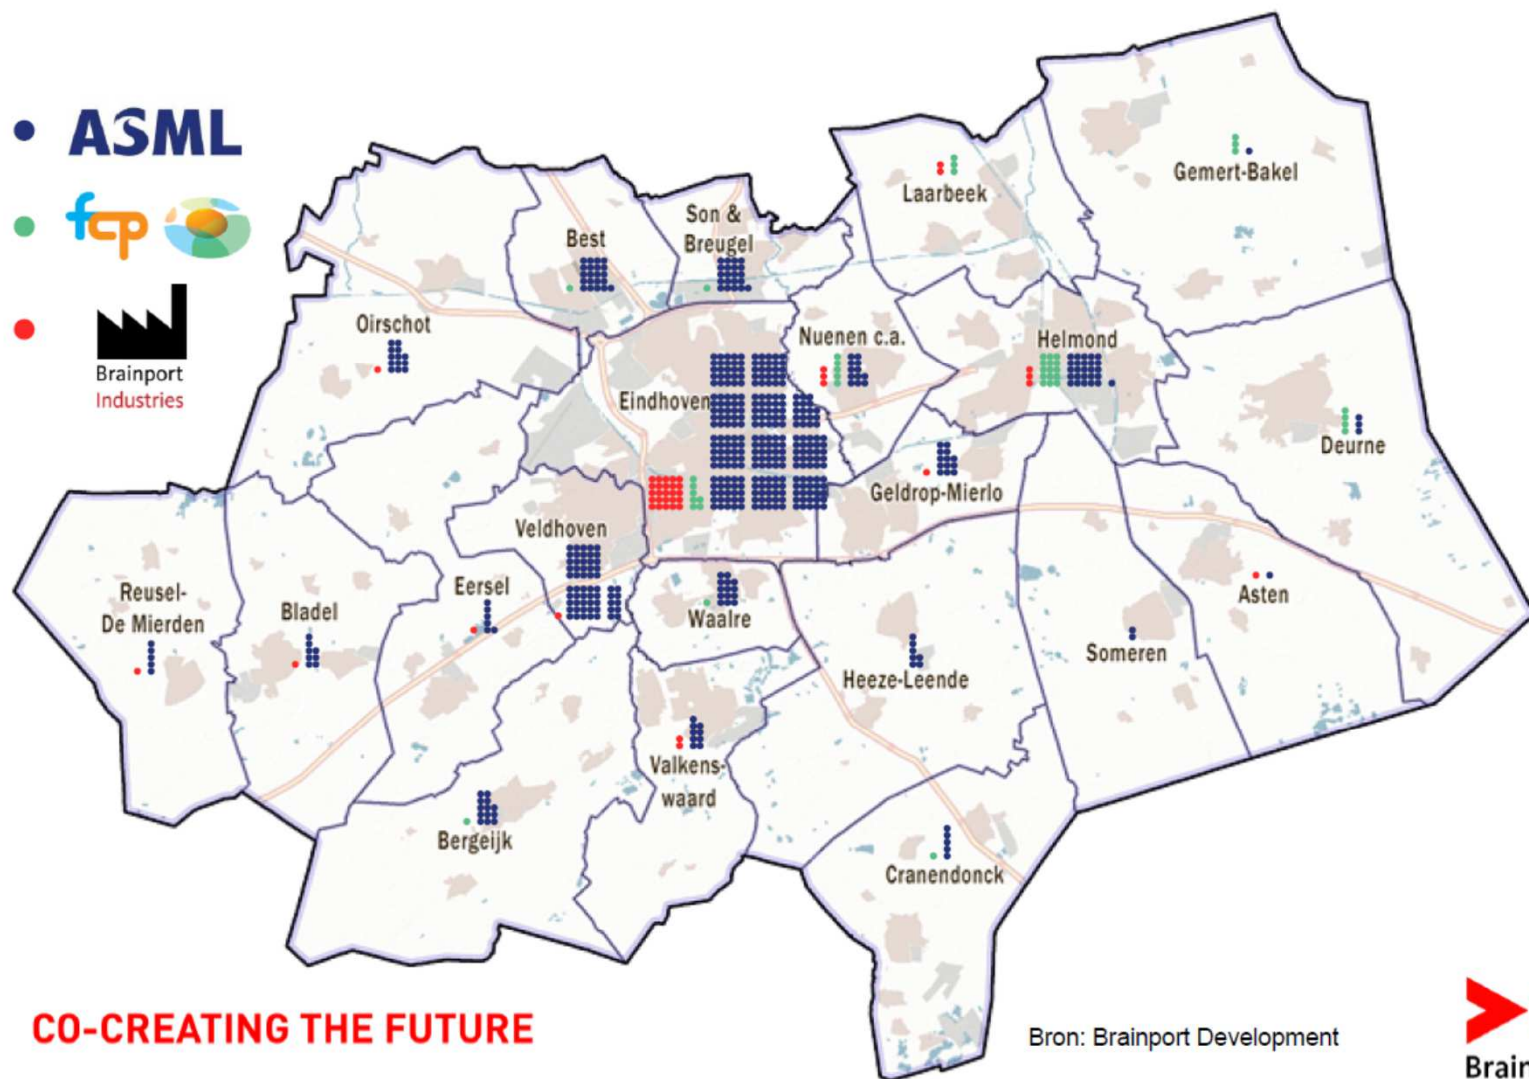 ASML
fcp
Brainport
Industries
Gemert-Bakel
Laarbeek
Son &
Breugel
Best
Oirschot
Nuenen c.a.
Helmond
Eindhoven
Deurne
Geldrop-Mierlo
Veldhoven
Reusel-
De Mierden
Bladel
Eersel
Waalre
Asten
Heeze-Leende
Someren
Valkens-
waard
Bergeijk
Cranendonck
CO-CREATING THE FUTURE
Bron: Brainport Development
Brain